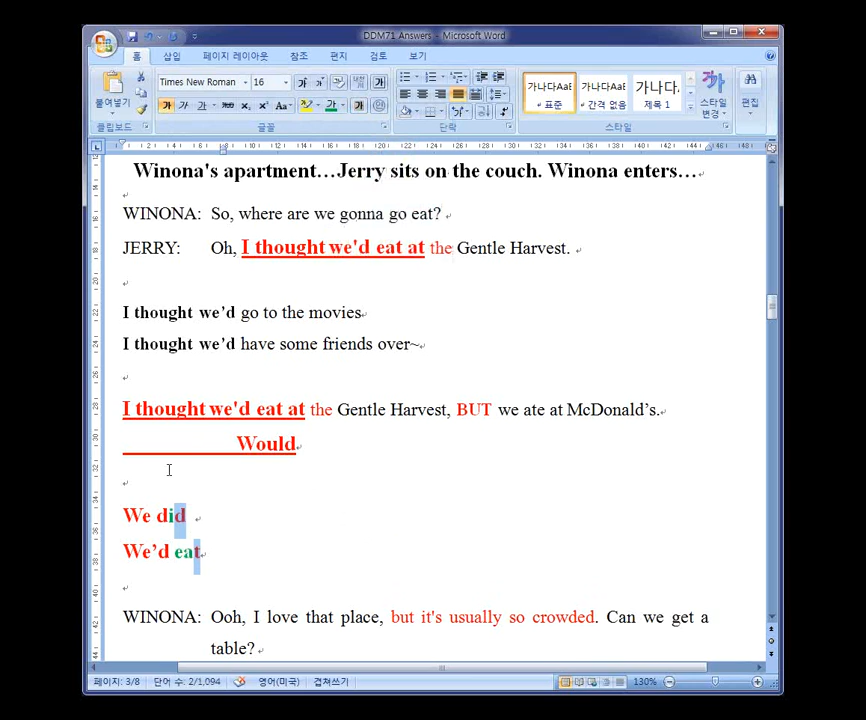 DDM71 Answers - Microsoft Word
홈 삽입 페이지 레이아웃 참조 편지 검토 보기
Times New Roman 16
가나다AaB 가나다AaB 가나다.
붙여넣기 표준 간격 없음 제목 1 스타일 변경 편집
클립보드 글꼴 단락 스타일
Winona's apartment…Jerry sits on the couch. Winona enters…
WINONA: So, where are we gonna go eat?
JERRY: Oh, I thought we'd eat at the Gentle Harvest.
I thought we'd go to the movies
I thought we'd have some friends over~
I thought we'd eat at the Gentle Harvest, BUT we ate at McDonald's.
Would
We did
We'd eat
WINONA: Ooh, I love that place, but it's usually so crowded. Can we get a
table?
페이지: 3/8 단어 수: 2/1,094 영어(미국) 겹쳐쓰기 130%